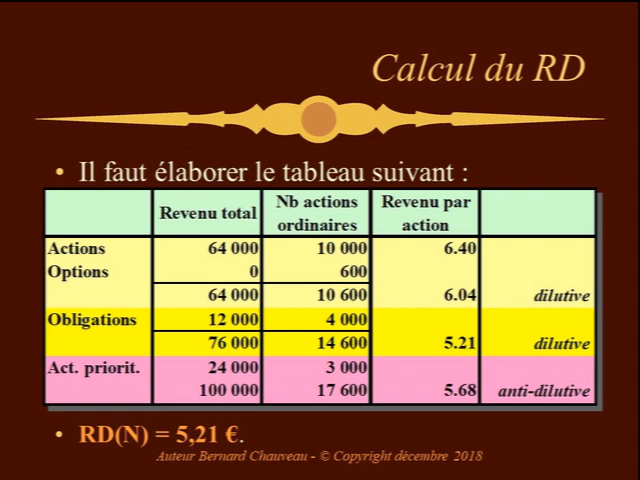 Calcul du RD
• Il faut élaborer le tableau suivant :
Revenu total Nb actions ordinaires Revenu par action
Actions 64 000 10 000 6.40
Options 0 600
64 000 10 600 6.04 dilutive
Obligations 12 000 4 000
76 000 14 600 5.21 dilutive
Act. priorit. 24 000 3 000
100 000 17 600 5.68 anti-dilutive
• RD(N) = 5,21 €.
Auteur Bernard Chauveau - © Copyright décembre 2018